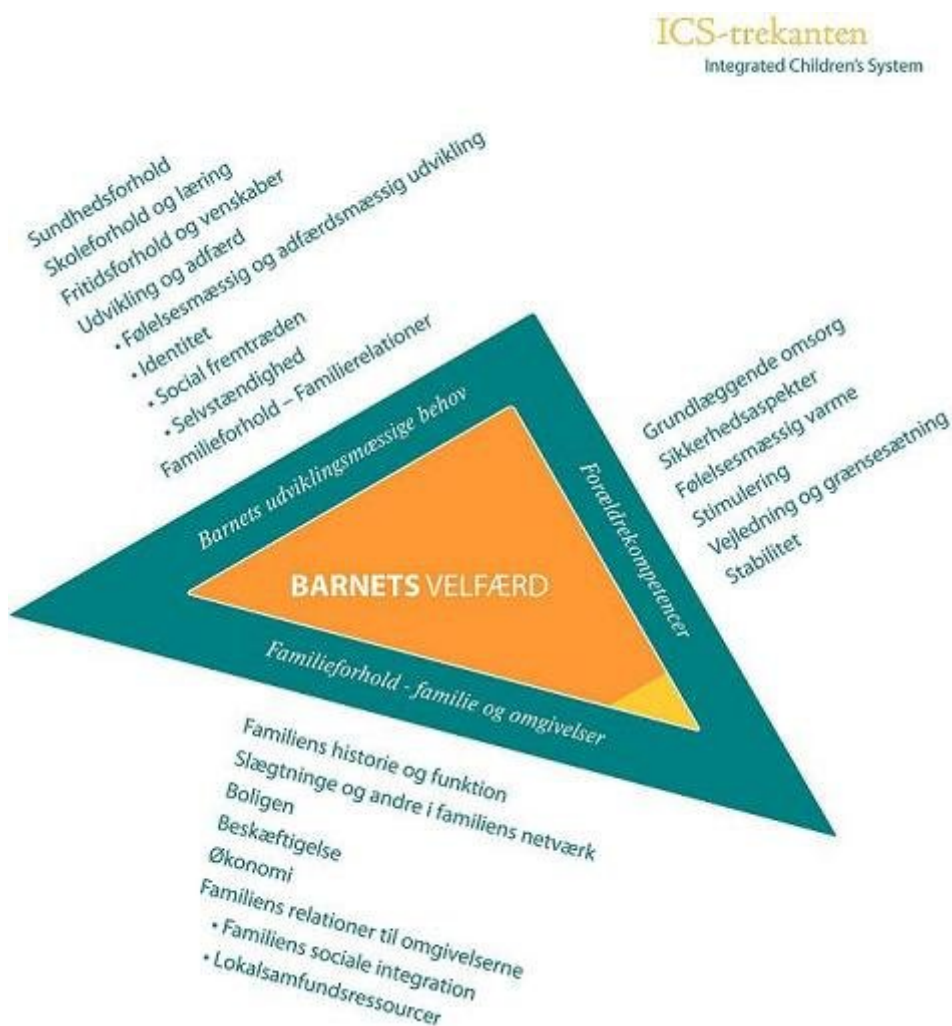 ICS-trekanten
Integrated Children's System
Sundhedsforhold
Skoleforhold og læring
Fritidsforhold og venskaber
Udvikling og adfærd
• Følelsesmæssig og adfærdsmæssig udvikling
• Identitet
• Social fremtræden
• Selvstændighed
Familieforhold – Familierelationer
Barnets udviklingsmæssige behov
Grundlæggende omsorg
Sikkerhedsaspekter
Følelsesmæssig varme
Stimulering
Vejledning og grænsesætning
Stabilitet
Forældrekompetencer
BARNETS VELFÆRD
Familieforhold - familie og omgivelser
Familiens historie og funktion
Slægtninge og andre i familiens netværk
Boligen
Beskæftigelse
Økonomi
Familiens relationer til omgivelserne
• Familiens sociale integration
• Lokalsamfundsressourcer